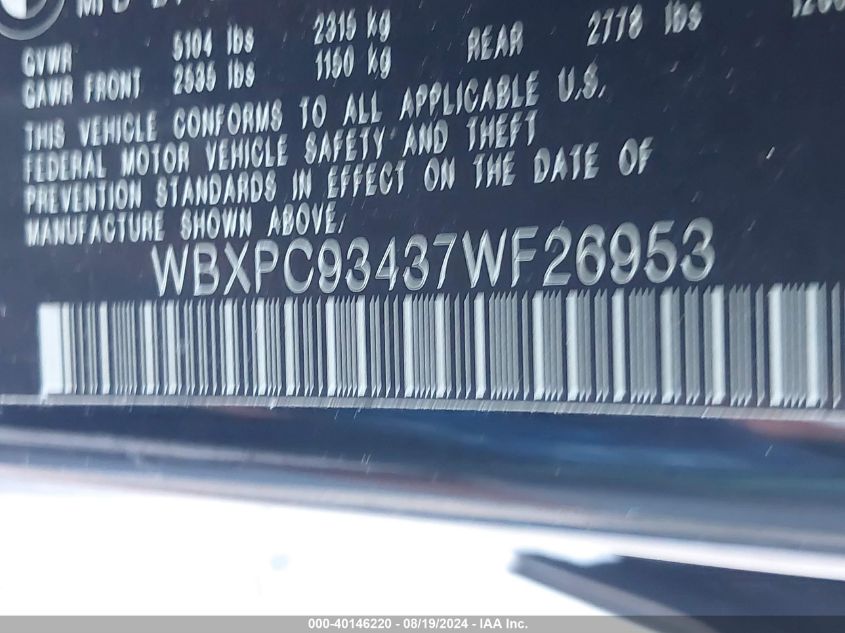 MFD BY
GVWR 5104 lbs 2315 kg
GAWR FRONT 2535 lbs 1150 kg REAR 2778 lbs
THIS VEHICLE CONFORMS TO ALL APPLICABLE U.S.
FEDERAL MOTOR VEHICLE SAFETY AND THEFT
PREVENTION STANDARDS IN EFFECT ON THE DATE OF
MANUFACTURE SHOWN ABOVE.
WBXPC93437WF26953
000-40146220 - 08/19/2024 - IAA Inc.